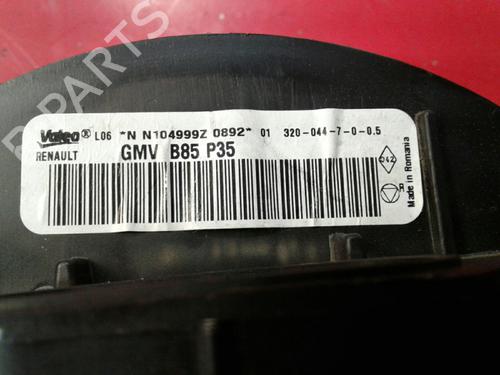 B-PARTS
Valeo® L06 *N N104999Z 0892* 01 320-044-7-0-0.5
RENAULT GMV B85 P35
D42
R
Made in Romania